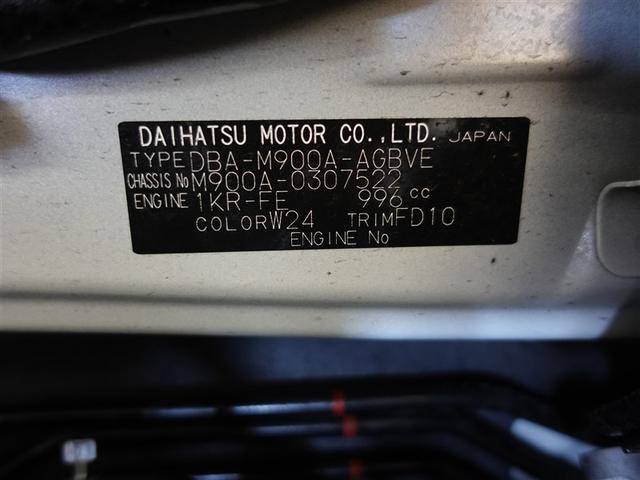 DAIHATSU MOTOR CO.,LTD. JAPAN
TYPE DBA-M900A-AGBVE
CHASSIS No M900A-0307522
ENGINE 1KR-FE 996 cc
COLOR W24 TRIM FD10
ENGINE No